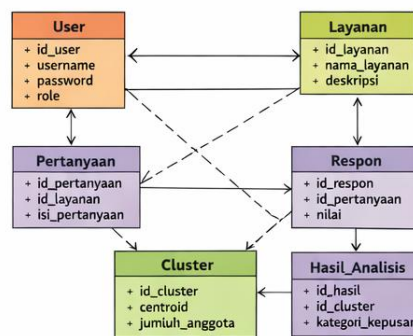 User
+ id_user
+ username
+ password
+ role
Layanan
+ id_layanan
+ nama_layanan
+ deskripsi
Pertanyaan
+ id_pertanyaan
+ id_layanan
+ isi_pertanyaan
Respon
+ id_respon
+ id_pertanyaan
+ nilai
Cluster
+ id_cluster
+ centroid
+ jumiuh_anggota
Hasil_Analisis
+ id_hasil
+ id_cluster
+ kategori_kepusan